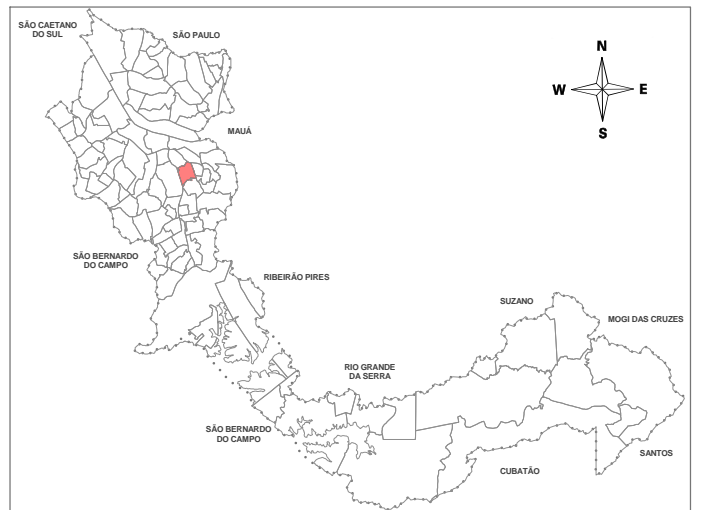 SÃO CAETANO
DO SUL
SÃO PAULO
N
W
E
S
MAUÁ
SÃO BERNARDO
DO CAMPO
RIBEIRÃO PIRES
SUZANO
MOGI DAS CRUZES
RIO GRANDE
DA SERRA
SÃO BERNARDO
DO CAMPO
SANTOS
CUBATÃO